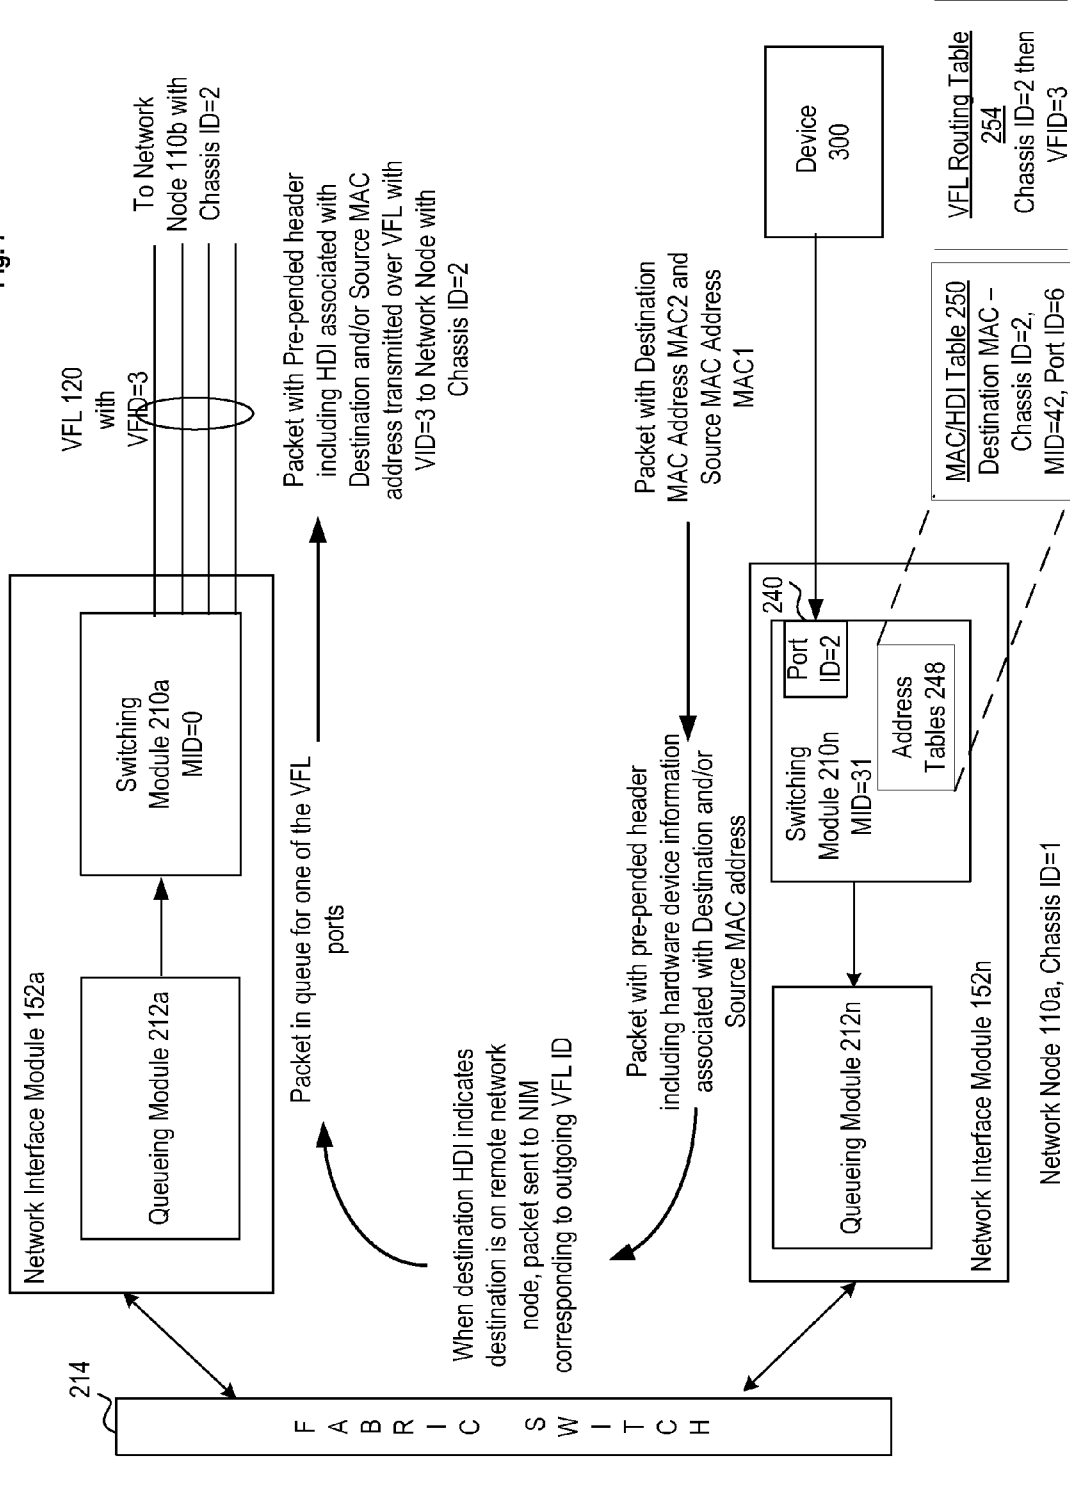 Network Interface Module 152a
Queueing Module 212a
Switching
Module 210a
MID=0
VFL 120
with
VFID=3
To Network
Node 110b with
Chassis ID=2
214
FABRIC SWITCH
Packet in queue for one of the VFL
ports
Packet with Pre-pended header
including HDI associated with
Destination and/or Source MAC
address transmitted over VFL with
VID=3 to Network Node with
Chassis ID=2
When destination HDI indicates
destination is on remote network
node, packet sent to NIM
corresponding to outgoing VFL ID
Packet with pre-pended header
including hardware device information
associated with Destination and/or
Source MAC address
Packet with Destination
MAC Address MAC2 and
Source MAC Address
MAC1
Device
300
240
Port
ID=2
Switching
Module 210n
MID=31
Address
Tables 248
Queueing Module 212n
Network Interface Module 152n
Network Node 110a, Chassis ID=1
MAC/HDI Table 250
Destination MAC –
Chassis ID=2,
MID=42, Port ID=6
VFL Routing Table
254
Chassis ID=2 then
VFID=3